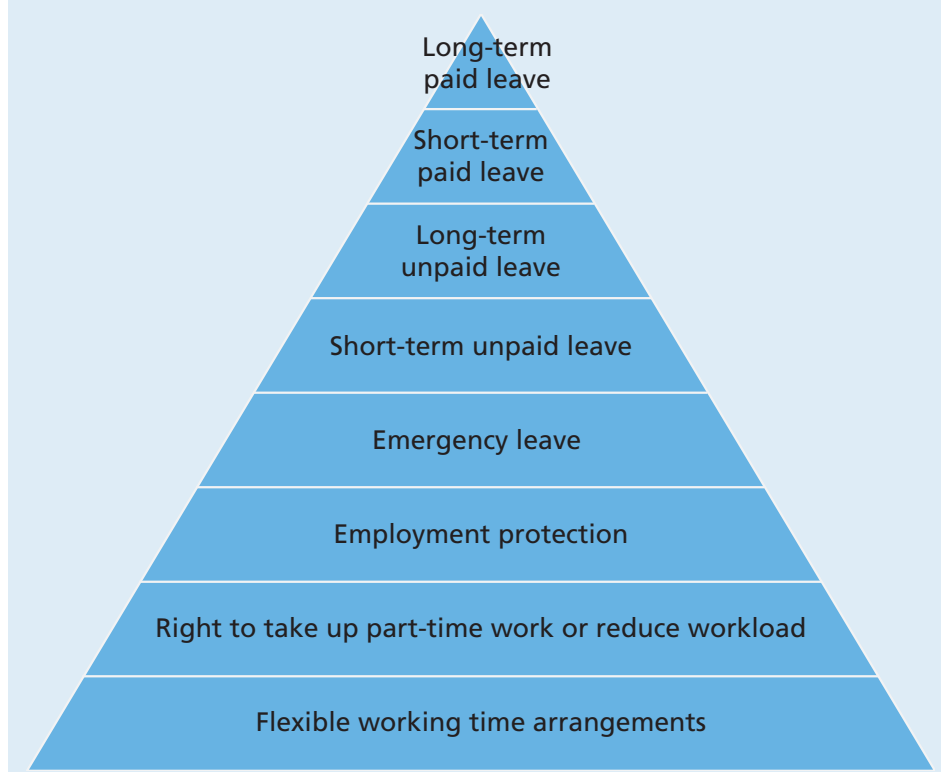 Long-term
paid leave
Short-term
paid leave
Long-term
unpaid leave
Short-term unpaid leave
Emergency leave
Employment protection
Right to take up part-time work or reduce workload
Flexible working time arrangements